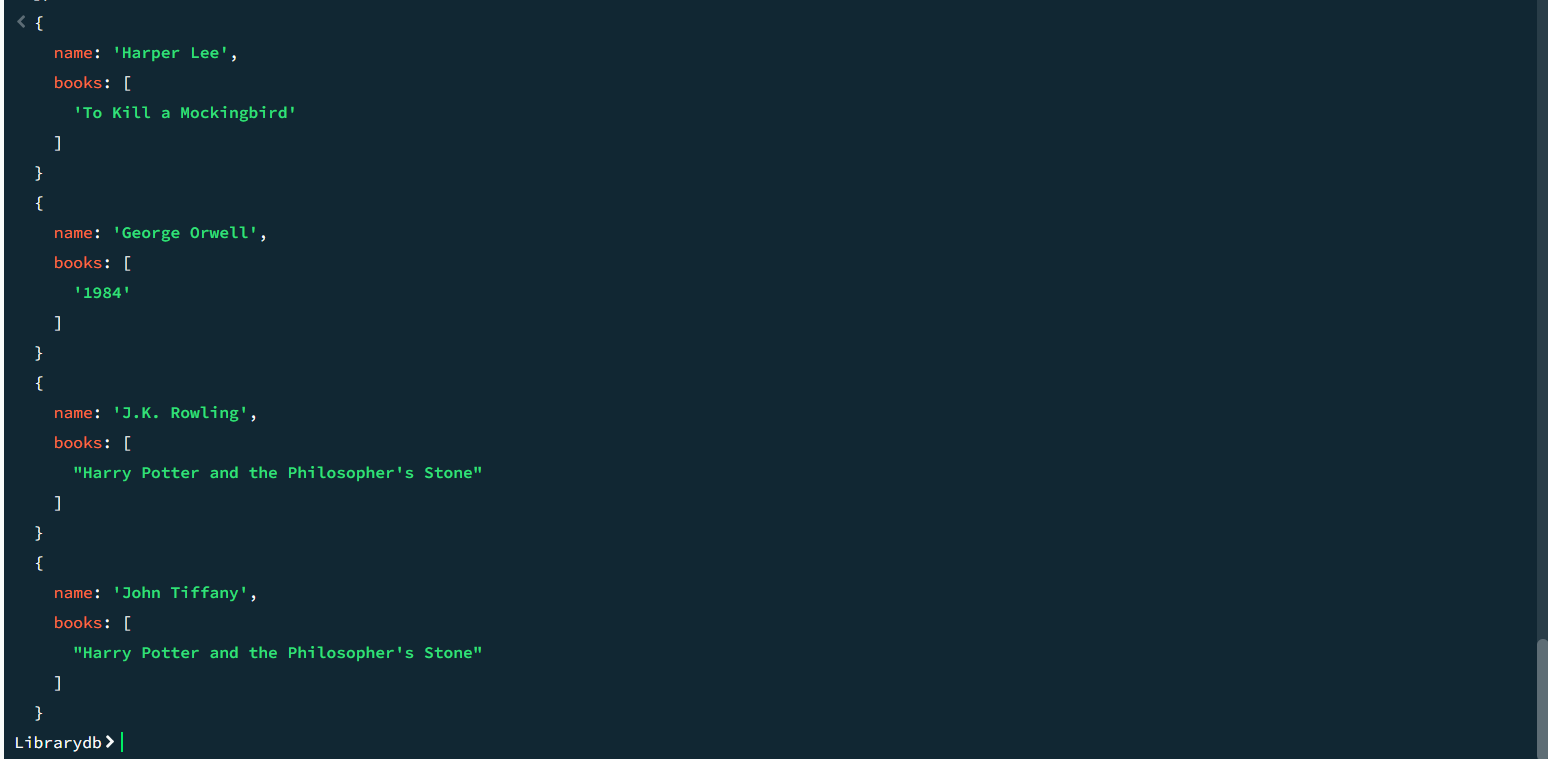 {
name: 'Harper Lee',
books: [
'To Kill a Mockingbird'
]
}
{
name: 'George Orwell',
books: [
'1984'
]
}
{
name: 'J.K. Rowling',
books: [
"Harry Potter and the Philosopher's Stone"
]
}
{
name: 'John Tiffany',
books: [
"Harry Potter and the Philosopher's Stone"
]
}
Librarydb>